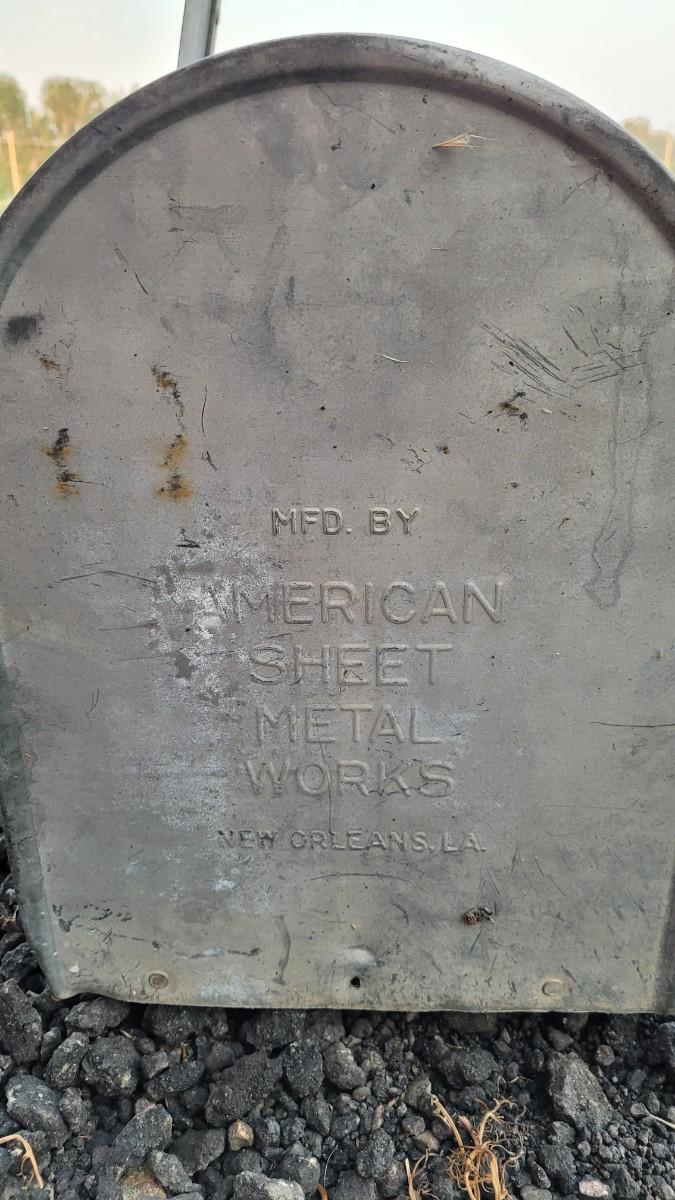 MFD. BY
AMERICAN
SHEET
METAL
WORKS
NEW ORLEANS, LA.